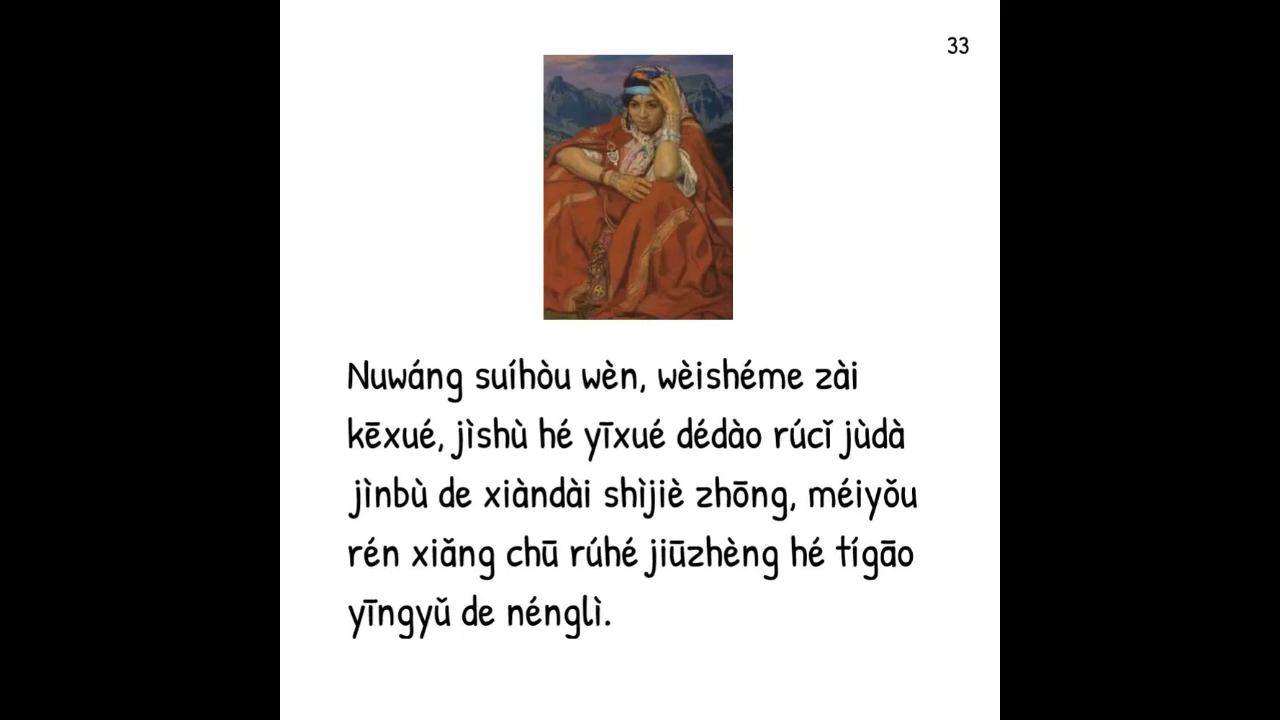 33
Nuwáng suíhòu wèn, wèishéme zài
kēxué, jìshù hé yīxué dédào rúcǐ jùdà
jìnbù de xiàndài shìjiè zhōng, méiyǒu
rén xiǎng chū rúhé jiūzhèng hé tígāo
yīngyǔ de nénglì.